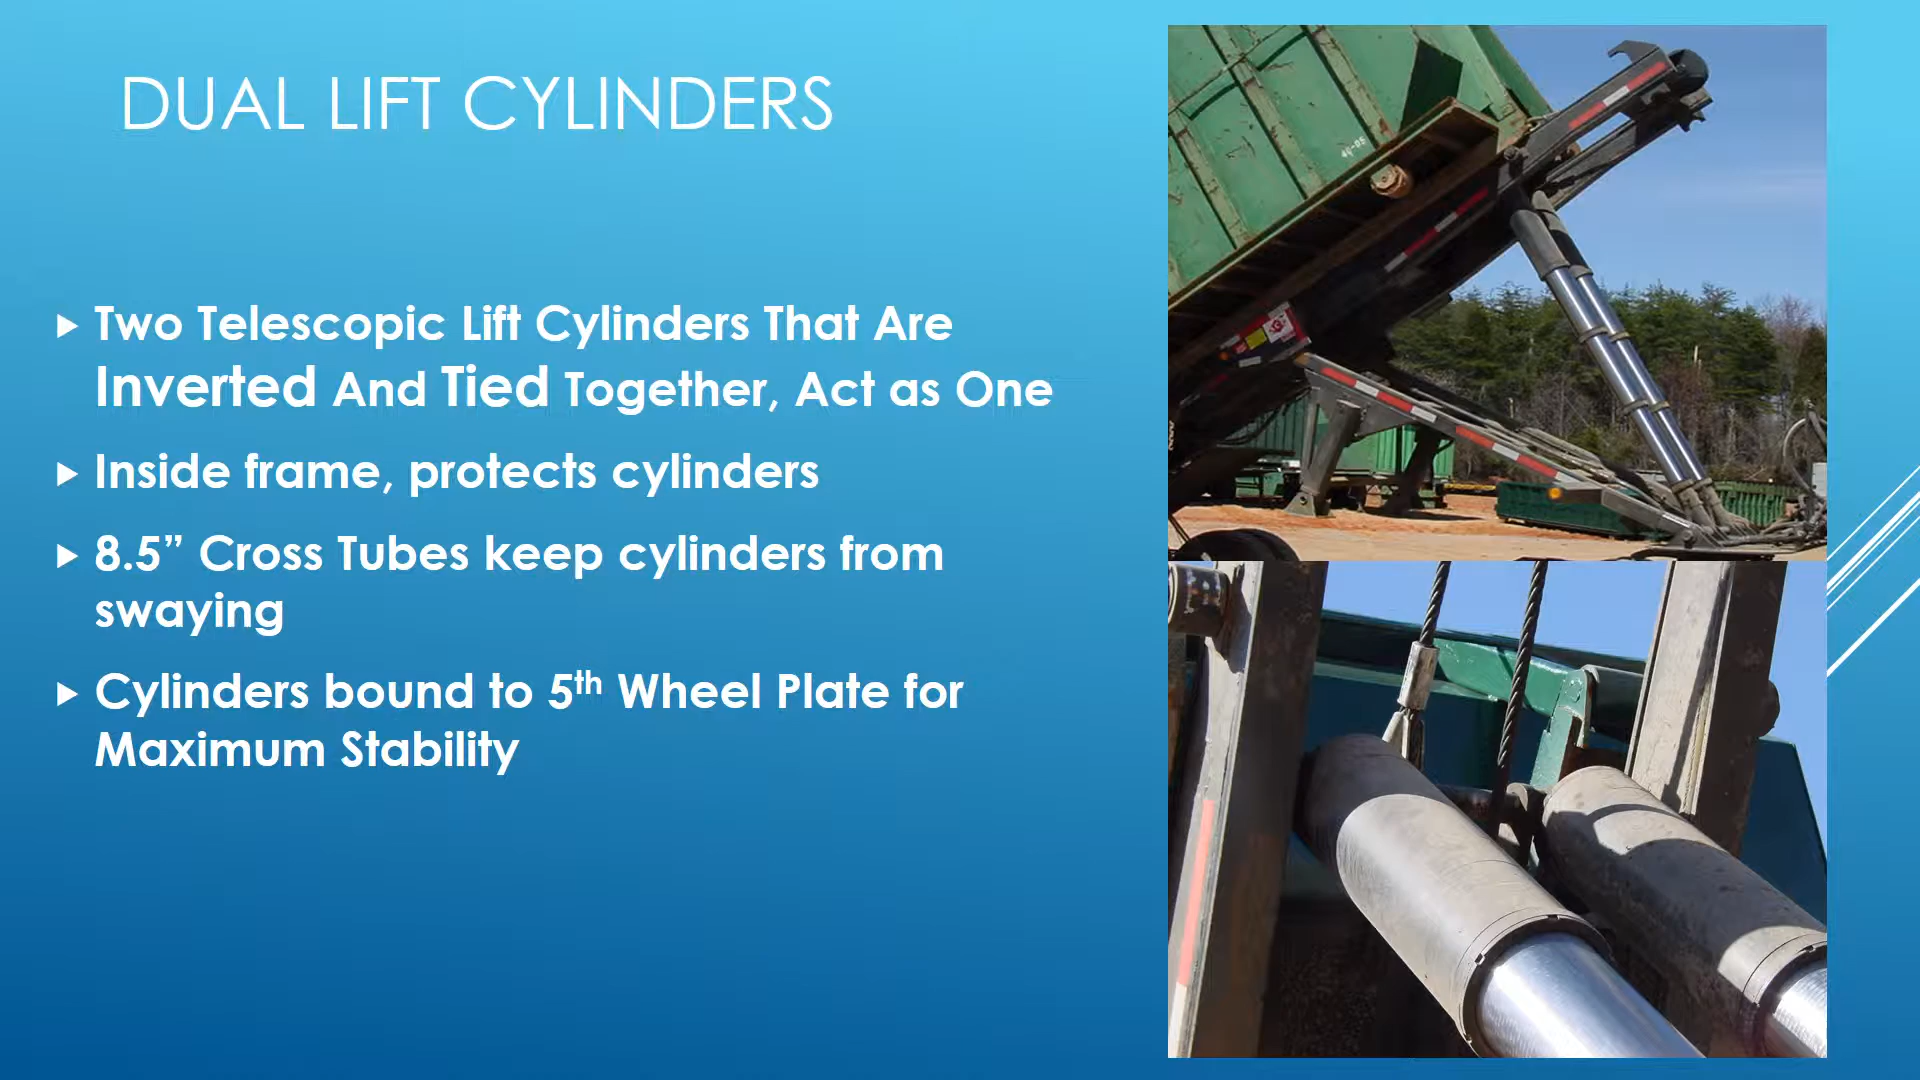 DUAL LIFT CYLINDERS
Two Telescopic Lift Cylinders That Are
Inverted And Tied Together, Act as One
Inside frame, protects cylinders
8.5” Cross Tubes keep cylinders from
swaying
Cylinders bound to 5th Wheel Plate for
Maximum Stability